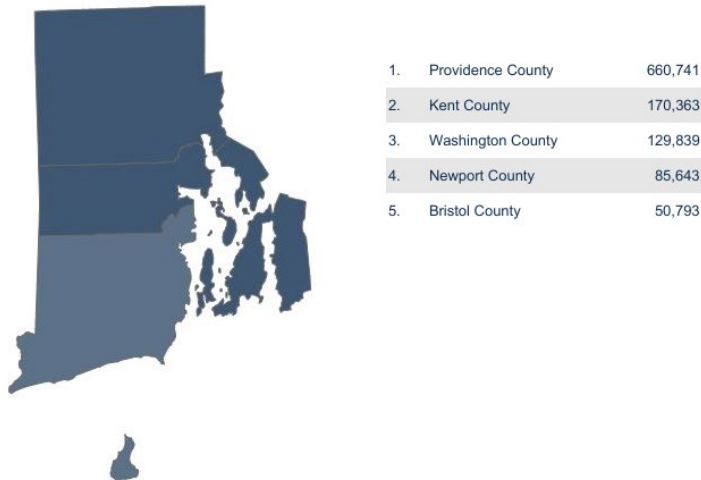 1. Providence County 660,741
2. Kent County 170,363
3. Washington County 129,839
4. Newport County 85,643
5. Bristol County 50,793